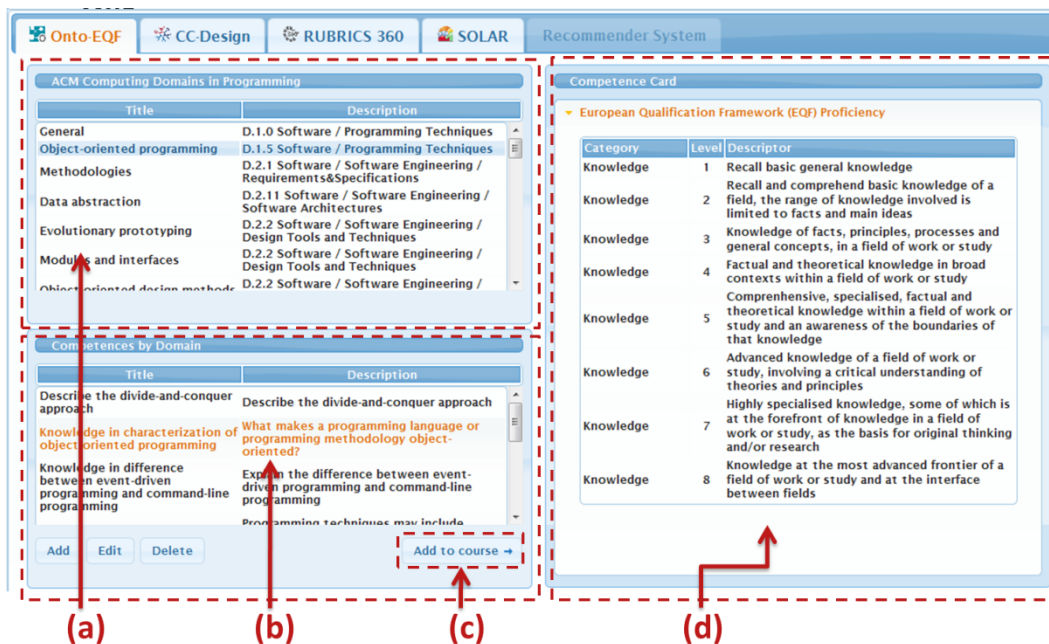 Onto-EQF
CC-Design
RUBRICS 360
SOLAR
Recommender System
ACM Computing Domains in Programming
Title Description
General D.1.0 Software / Programming Techniques
Object-oriented programming D.1.5 Software / Programming Techniques
Methodologies D.2.1 Software / Software Engineering /
Requirements&Specifications
Data abstraction D.2.11 Software / Software Engineering /
Software Architectures
Evolutionary prototyping D.2.2 Software / Software Engineering /
Design Tools and Techniques
Modules and interfaces D.2.2 Software / Software Engineering /
Design Tools and Techniques
Object-oriented design methods D.2.2 Software / Software Engineering /
Competences by Domain
Title Description
Describe the divide-and-conquer
approach
Describe the divide-and-conquer approach
Knowledge in characterization of
object oriented programming
What makes a programming language or
programming methodology object-
oriented?
Knowledge in difference
between event-driven
programming and command-line
programming
Explain the difference between event-
driven programming and command-line
programming
Programming techniques may include
Add Edit Delete Add to course →
Competence Card
European Qualification Framework (EQF) Proficiency
Category Level Descriptor
Knowledge 1 Recall basic general knowledge
Knowledge 2 Recall and comprehend basic knowledge of a
field, the range of knowledge involved is
limited to facts and main ideas
Knowledge 3 Knowledge of facts, principles, processes and
general concepts, in a field of work or study
Knowledge 4 Factual and theoretical knowledge in broad
contexts within a field of work or study
Knowledge 5 Comprenhensive, specialised, factual and
theoretical knowledge within a field of work or
study and an awareness of the boundaries of
that knowledge
Knowledge 6 Advanced knowledge of a field of work or
study, involving a critical understanding of
theories and principles
Knowledge 7 Highly specialised knowledge, some of which is
at the forefront of knowledge in a field of
work or study, as the basis for original thinking
and/or research
Knowledge 8 Knowledge at the most advanced frontier of a
field of work or study and at the interface
between fields
(a) (b) (c) (d)